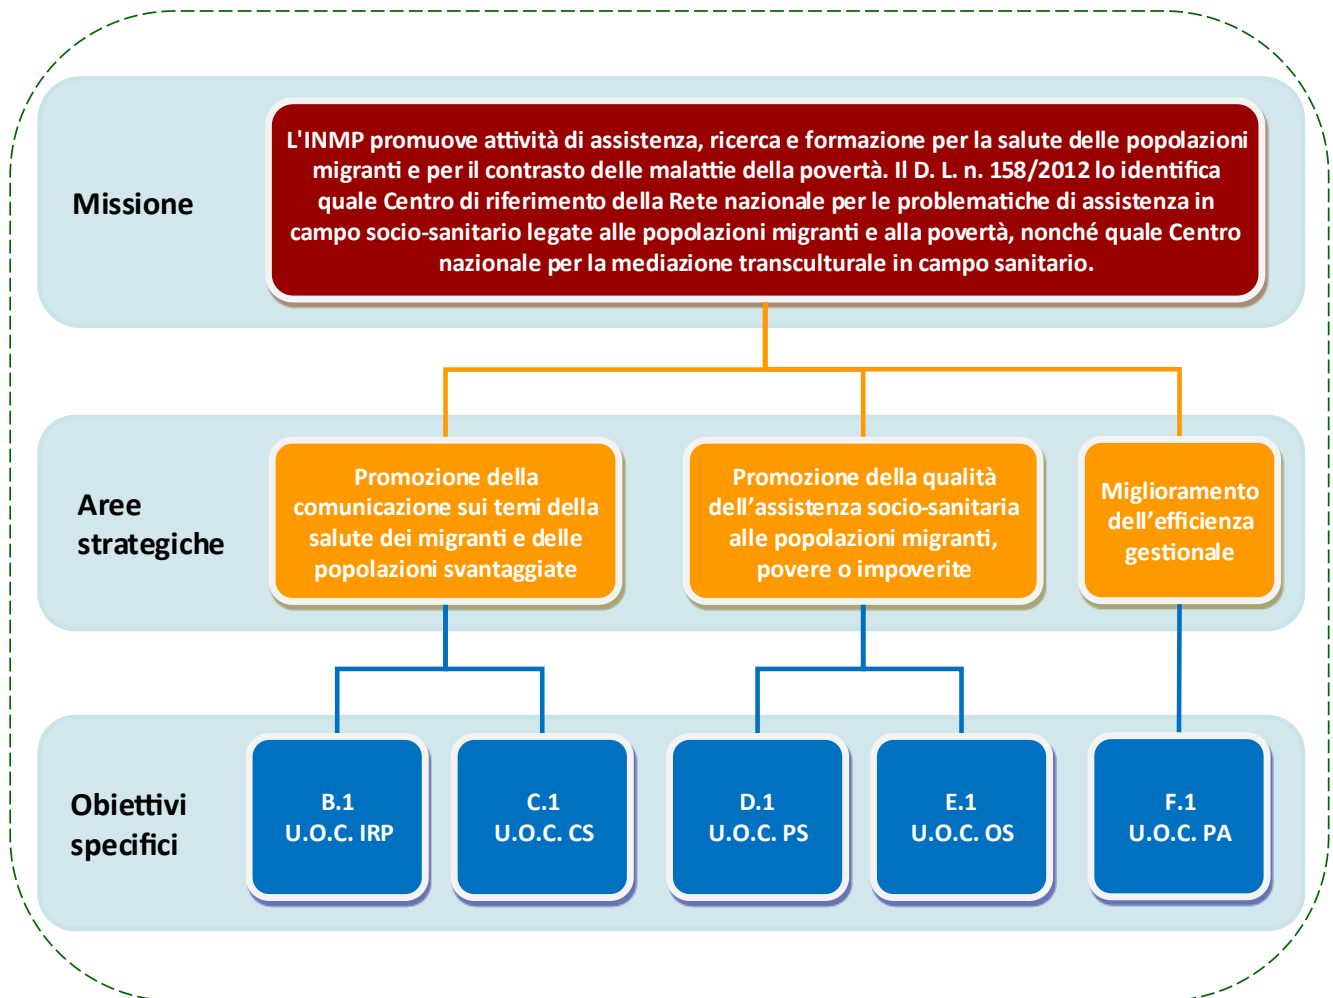 Missione
L'INMP promuove attività di assistenza, ricerca e formazione per la salute delle popolazioni
migranti e per il contrasto delle malattie della povertà. Il D. L. n. 158/2012 lo identifica
quale Centro di riferimento della Rete nazionale per le problematiche di assistenza in
campo socio-sanitario legate alle popolazioni migranti e alla povertà, nonché quale Centro
nazionale per la mediazione transculturale in campo sanitario.
Aree
strategiche
Promozione della
comunicazione sui temi della
salute dei migranti e delle
popolazioni svantaggiate
Promozione della qualità
dell’assistenza socio-sanitaria
alle popolazioni migranti,
povere o impoverite
Miglioramento
dell’efficienza
gestionale
Obiettivi
specifici
B.1
U.O.C. IRP
C.1
U.O.C. CS
D.1
U.O.C. PS
E.1
U.O.C. OS
F.1
U.O.C. PA